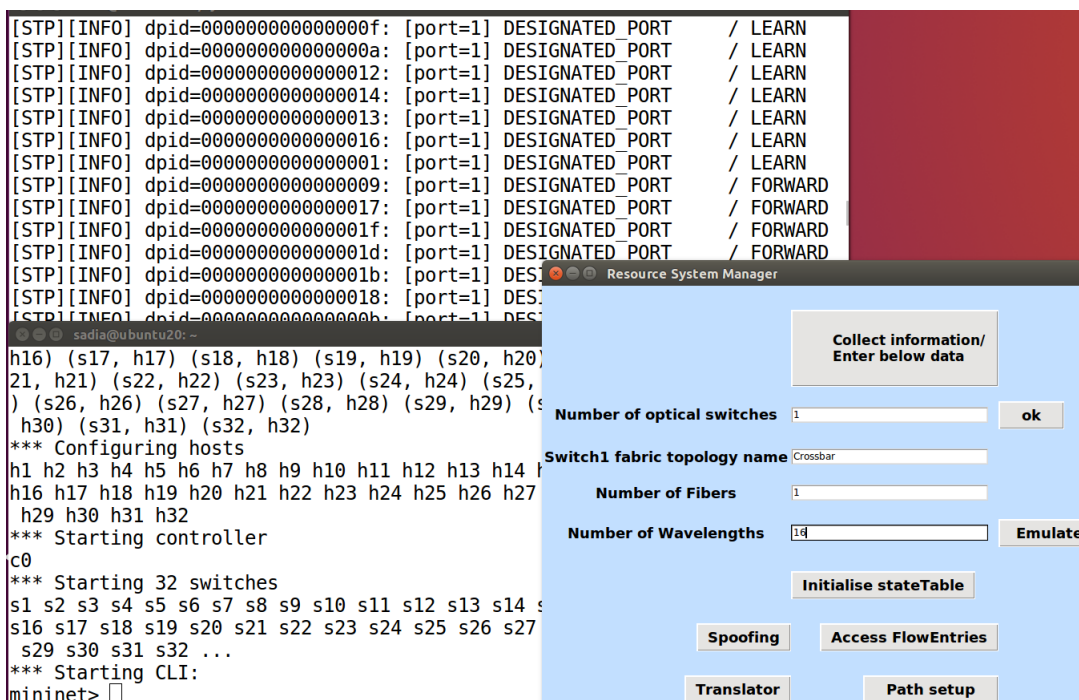 [STP][INFO] dpid=000000000000000f: [port=1] DESIGNATED_PORT / LEARN
[STP][INFO] dpid=000000000000000a: [port=1] DESIGNATED_PORT / LEARN
[STP][INFO] dpid=0000000000000012: [port=1] DESIGNATED_PORT / LEARN
[STP][INFO] dpid=0000000000000014: [port=1] DESIGNATED_PORT / LEARN
[STP][INFO] dpid=0000000000000013: [port=1] DESIGNATED_PORT / LEARN
[STP][INFO] dpid=0000000000000016: [port=1] DESIGNATED_PORT / LEARN
[STP][INFO] dpid=0000000000000001: [port=1] DESIGNATED_PORT / LEARN
[STP][INFO] dpid=0000000000000009: [port=1] DESIGNATED_PORT / FORWARD
[STP][INFO] dpid=0000000000000017: [port=1] DESIGNATED_PORT / FORWARD
[STP][INFO] dpid=000000000000001f: [port=1] DESIGNATED_PORT / FORWARD
[STP][INFO] dpid=000000000000001d: [port=1] DESIGNATED_PORT / FORWARD
[STP][INFO] dpid=000000000000001b: [port=1] DES
[STP][INFO] dpid=0000000000000018: [port=1] DES
[STP][INFO] dpid=000000000000000b: [port=1] DES
sadia@ubuntu20: ~
h16) (s17, h17) (s18, h18) (s19, h19) (s20, h20)
21, h21) (s22, h22) (s23, h23) (s24, h24) (s25,
) (s26, h26) (s27, h27) (s28, h28) (s29, h29) (s
h30) (s31, h31) (s32, h32)
*** Configuring hosts
h1 h2 h3 h4 h5 h6 h7 h8 h9 h10 h11 h12 h13 h14 h
h16 h17 h18 h19 h20 h21 h22 h23 h24 h25 h26 h27
h29 h30 h31 h32
*** Starting controller
c0
*** Starting 32 switches
s1 s2 s3 s4 s5 s6 s7 s8 s9 s10 s11 s12 s13 s14 s
s16 s17 s18 s19 s20 s21 s22 s23 s24 s25 s26 s27
s29 s30 s31 s32 ...
*** Starting CLI:
mininet>
Resource System Manager
Collect information/
Enter below data
Number of optical switches 1 ok
Switch1 fabric topology name Crossbar
Number of Fibers 1
Number of Wavelengths 16 Emulate
Initialise stateTable
Spoofing Access FlowEntries
Translator Path setup